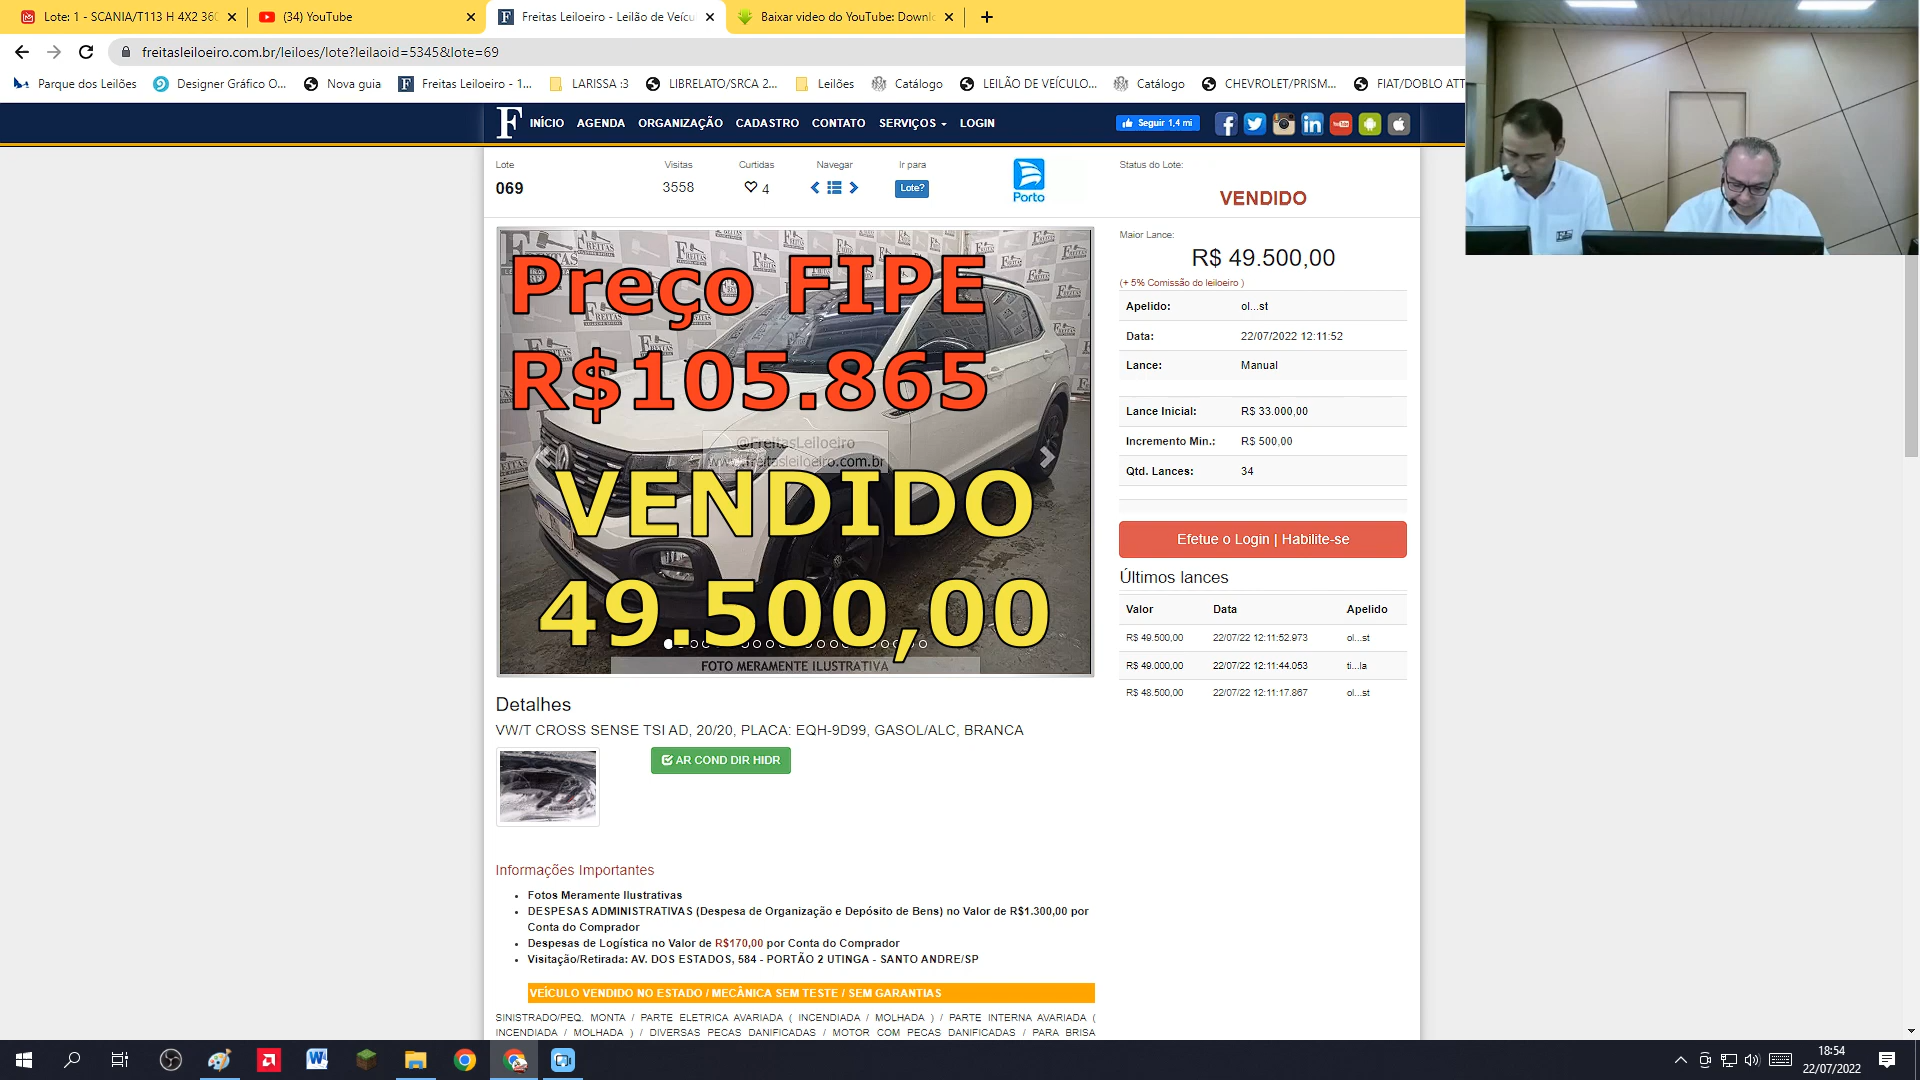 Lote: 1 - SCANIA/T113 H 4X2 360
(34) YouTube
Freitas Leiloeiro - Leilão de Veícu
Baixar video do YouTube: Downlo
freitasleiloeiro.com.br/leiloes/lote?leilaoid=5345&lote=69
Parque dos Leilões
Designer Gráfico O...
Nova guia
Freitas Leiloeiro - 1...
LARISSA :3
LIBRELATO/SRCA 2...
Leilões
Catálogo
LEILÃO DE VEÍCULO...
Catálogo
CHEVROLET/PRISM...
FIAT/DOBLO ATT
F INÍCIO AGENDA ORGANIZAÇÃO CADASTRO CONTATO SERVIÇOS LOGIN
Seguir 1,4 mi
Lote
069
Visitas
3558
Curtidas
4
Navegar
Ir para
Lote?
Porto
Status do Lote:
VENDIDO
Maior Lance:
R$ 49.500,00
(+ 5% Comissão do leiloeiro )
Apelido: ol...st
Data: 22/07/2022 12:11:52
Lance: Manual
Lance Inicial: R$ 33.000,00
Incremento Min.: R$ 500,00
Qtd. Lances: 34
Efetue o Login | Habilite-se
Últimos lances
Valor Data Apelido
R$ 49.500,00 22/07/22 12:11:52.973 ol...st
R$ 49.000,00 22/07/22 12:11:44.053 ti...la
R$ 48.500,00 22/07/22 12:11:17.867 ol...st
Preço FIPE
R$105.865
@FreitasLeiloeiro
www.freitasleiloeiro.com.br
VENDIDO
49.500,00
FOTO MERAMENTE ILUSTRATIVA
Detalhes
VW/T CROSS SENSE TSI AD, 20/20, PLACA: EQH-9D99, GASOL/ALC, BRANCA
AR COND DIR HIDR
Informações Importantes
Fotos Meramente Ilustrativas
DESPESAS ADMINISTRATIVAS (Despesa de Organização e Depósito de Bens) no Valor de R$1.300,00 por
Conta do Comprador
Despesas de Logística no Valor de R$170,00 por Conta do Comprador
Visitação/Retirada: AV. DOS ESTADOS, 584 - PORTÃO 2 UTINGA - SANTO ANDRE/SP
VEÍCULO VENDIDO NO ESTADO / MECÂNICA SEM TESTE / SEM GARANTIAS
SINISTRADO/PEQ. MONTA / PARTE ELETRICA AVARIADA ( INCENDIADA / MOLHADA ) / PARTE INTERNA AVARIADA (
INCENDIADA / MOLHADA ) / DIVERSAS PECAS DANIFICADAS / MOTOR COM PECAS DANIFICADAS / PARA BRISA
18:54
22/07/2022